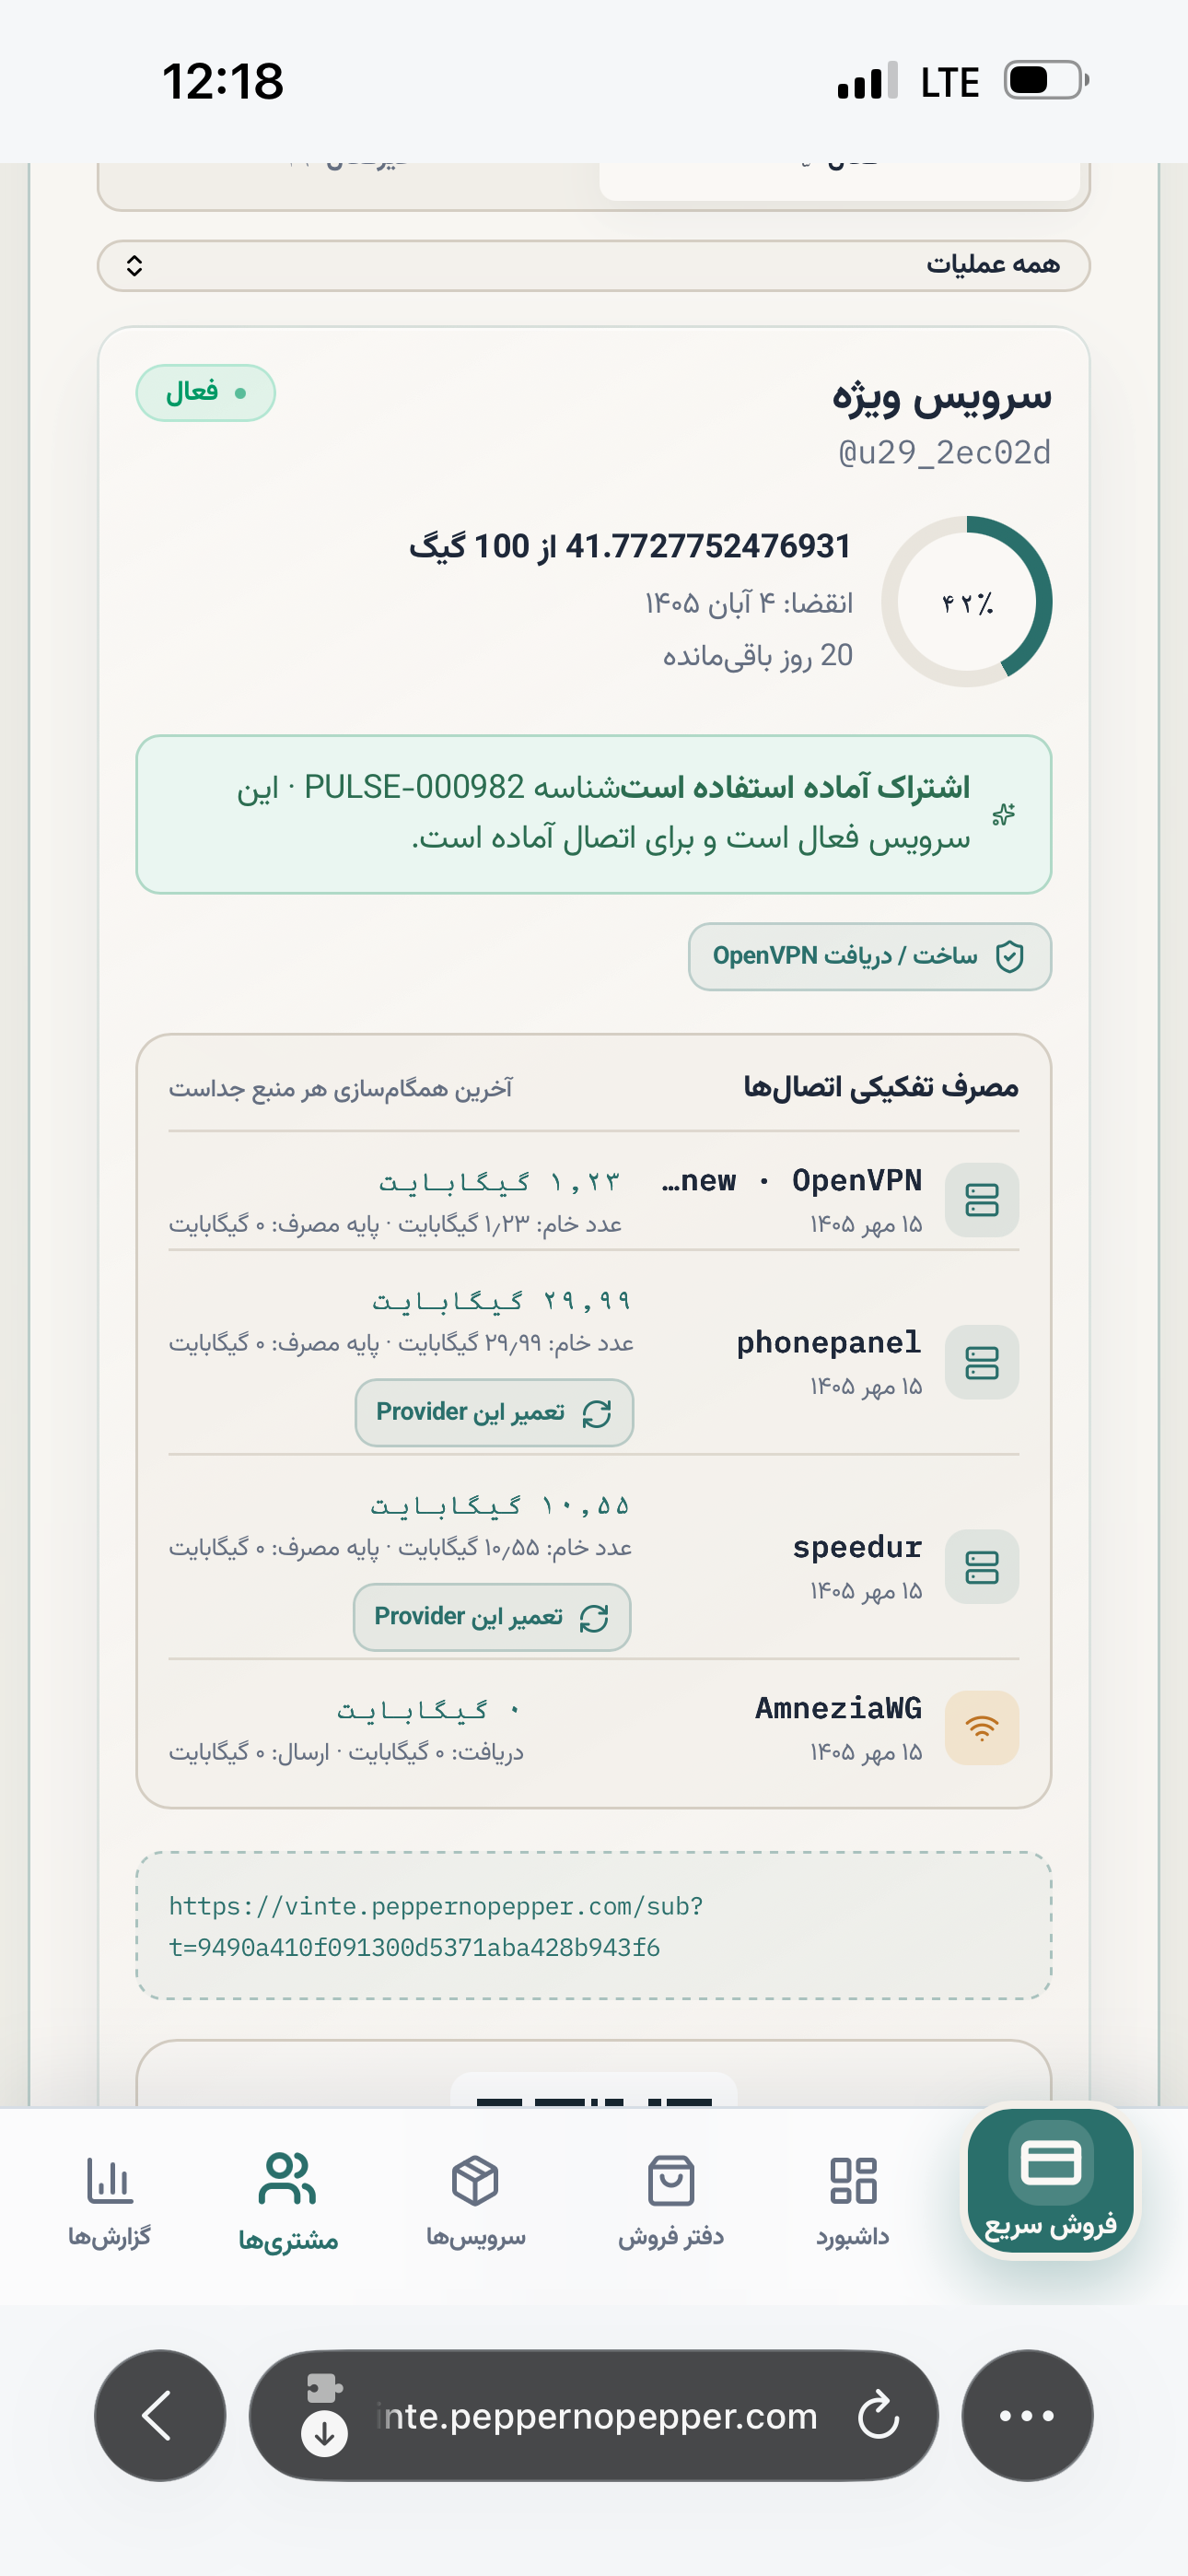 12:18
LTE
همه عملیات
سرویس ویژه
فعال
@u29_2ec02d
41.7727752476931 از 100 گیگ
۴۲٪
انقضا: ۴ آبان ۱۴۰۵
20 روز باقی‌مانده
اشتراک آماده استفاده استشناسه PULSE-000982 · این
سرویس فعال است و برای اتصال آماده است.
ساخت / دریافت OpenVPN
مصرف تفکیکی اتصال‌ها
آخرین همگام‌سازی هر منبع جداست
OpenVPN · new…
۱۵ مهر ۱۴۰۵
۱٫۲۳ گیگابایت
عدد خام: ۱٫۲۳ گیگابایت · پایه مصرف: ۰ گیگابایت
phonepanel
۱۵ مهر ۱۴۰۵
۲۹٫۹۹ گیگابایت
عدد خام: ۲۹٫۹۹ گیگابایت · پایه مصرف: ۰ گیگابایت
تعمیر این Provider
speedur
۱۵ مهر ۱۴۰۵
۱۰٫۵۵ گیگابایت
عدد خام: ۱۰٫۵۵ گیگابایت · پایه مصرف: ۰ گیگابایت
تعمیر این Provider
AmneziaWG
۱۵ مهر ۱۴۰۵
۰ گیگابایت
دریافت: ۰ گیگابایت · ارسال: ۰ گیگابایت
https://vinte.peppernopepper.com/sub?
t=9490a410f091300d5371aba428b943f6
فروش سریع
داشبورد
دفتر فروش
سرویس‌ها
مشتری‌ها
گزارش‌ها
inte.peppernopepper.com